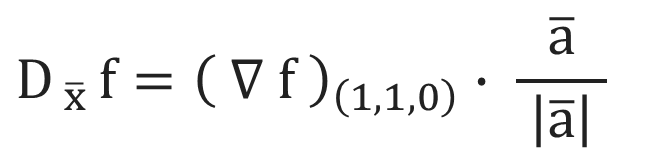 D x̅ f = ( ∇ f )(1,1,0) · a̅ / |a̅|